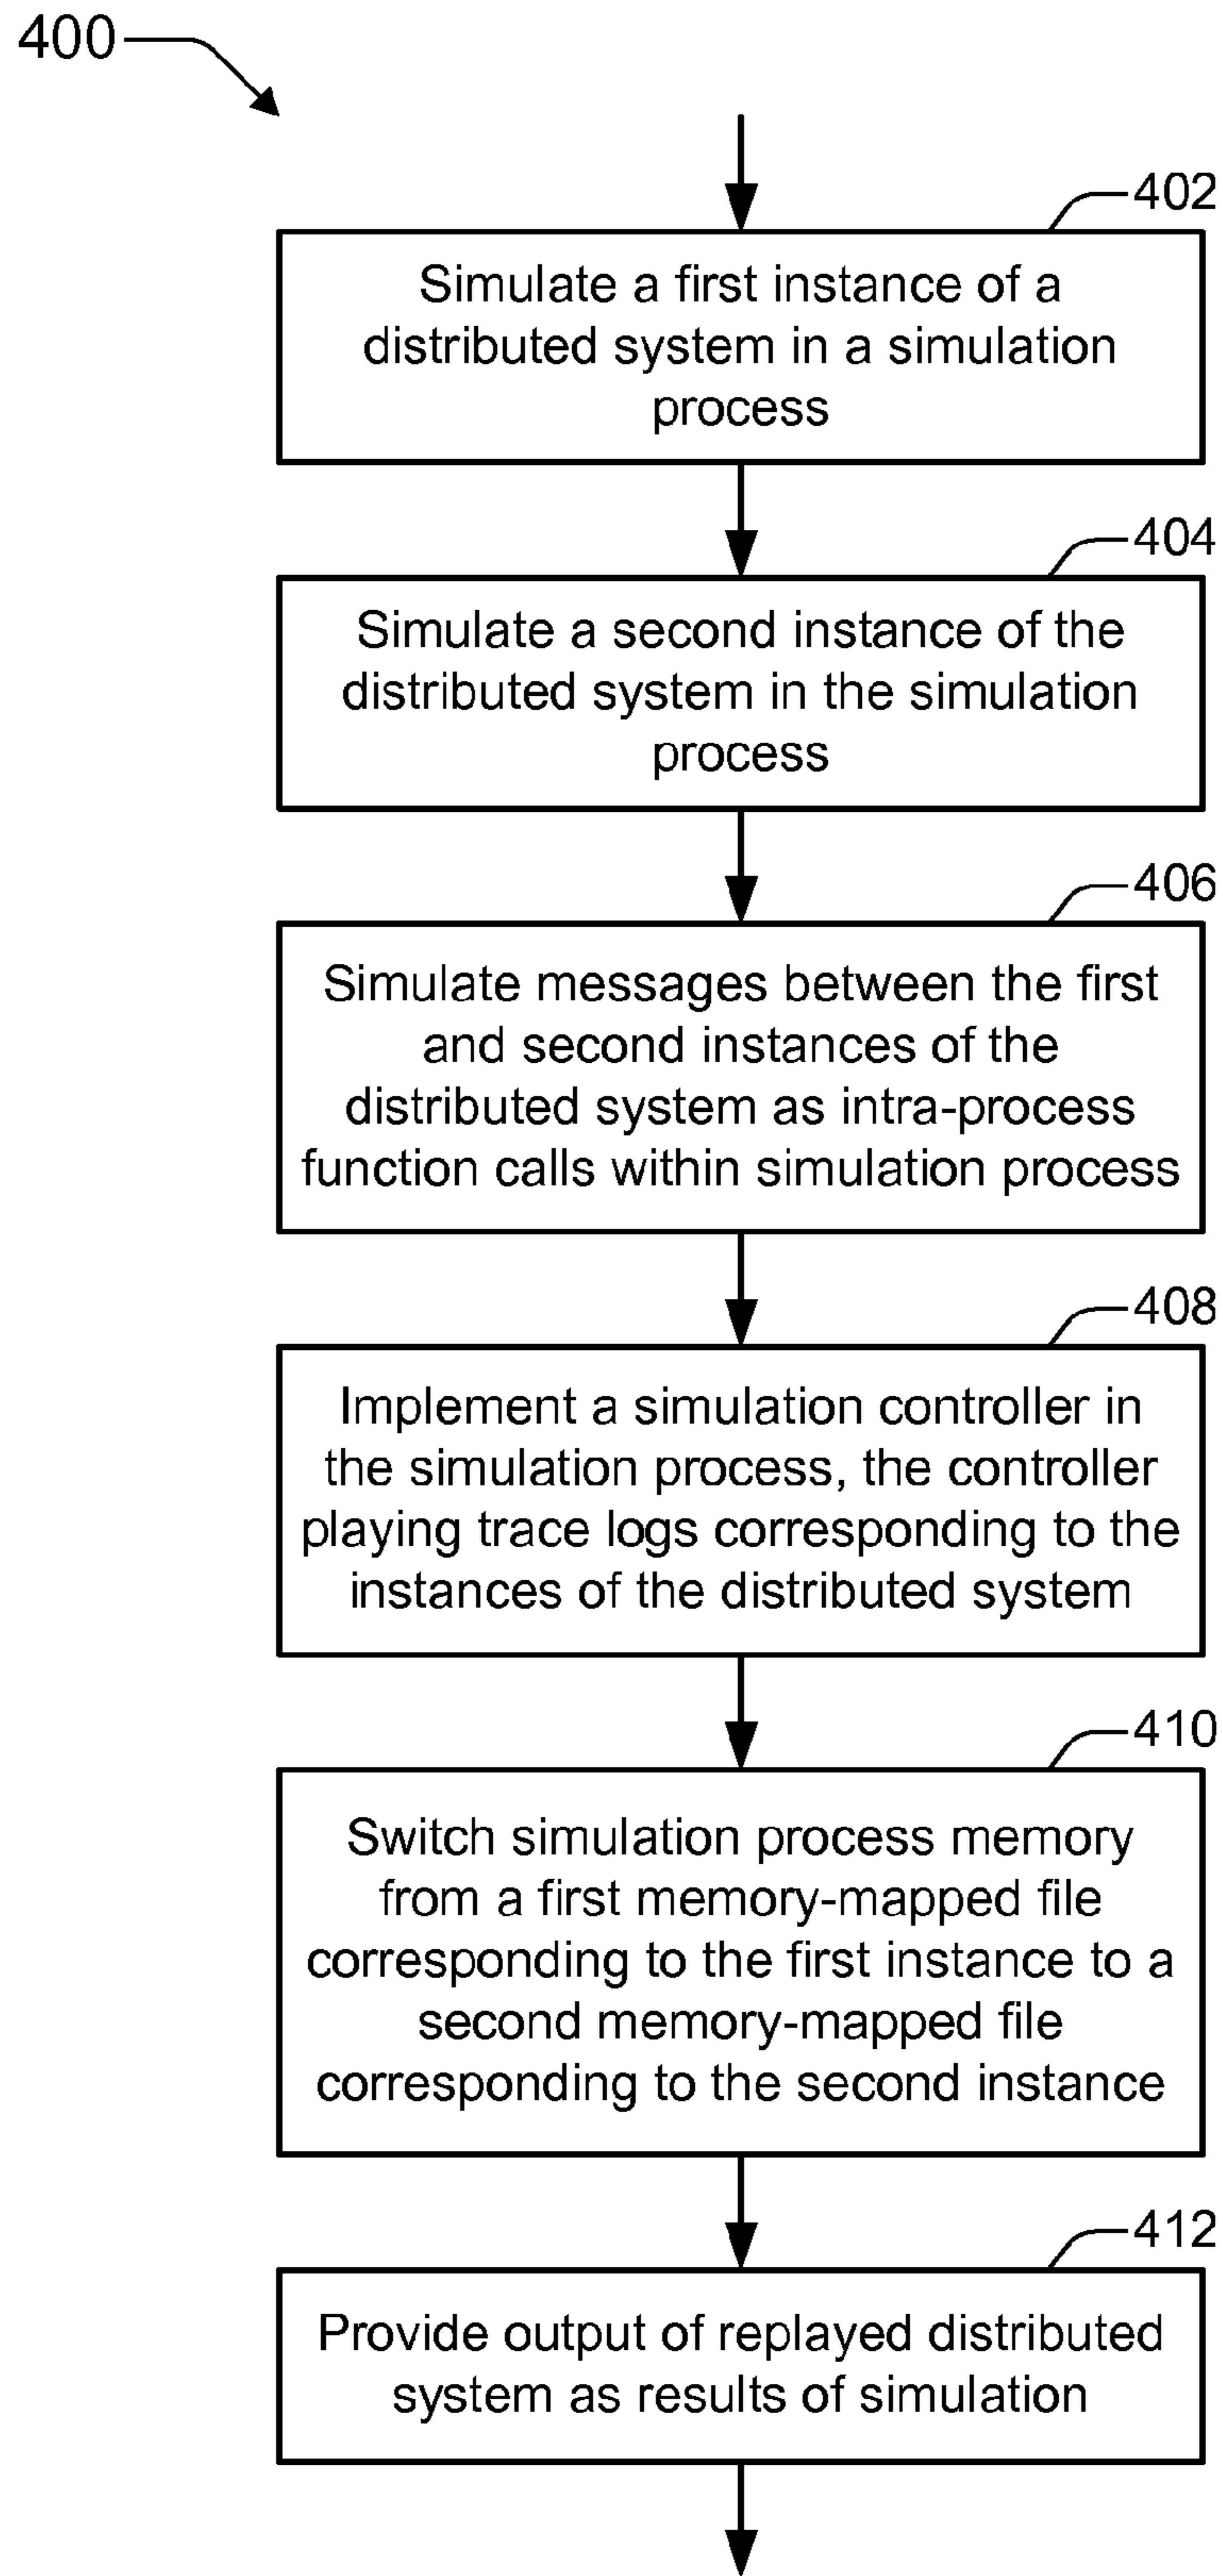 400
402
Simulate a first instance of a
distributed system in a simulation
process
404
Simulate a second instance of the
distributed system in the simulation
process
406
Simulate messages between the first
and second instances of the
distributed system as intra-process
function calls within simulation process
408
Implement a simulation controller in
the simulation process, the controller
playing trace logs corresponding to the
instances of the distributed system
410
Switch simulation process memory
from a first memory-mapped file
corresponding to the first instance to a
second memory-mapped file
corresponding to the second instance
412
Provide output of replayed distributed
system as results of simulation